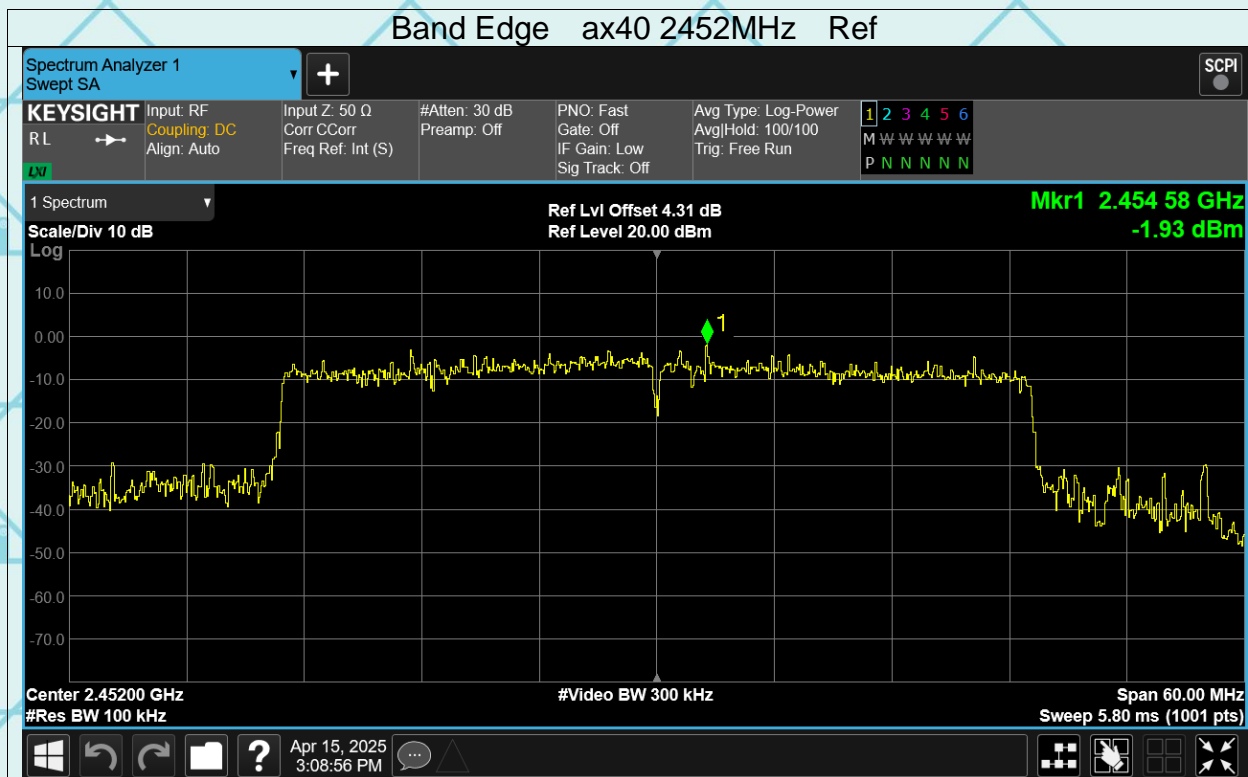 Band Edge ax40 2452MHz Ref
Spectrum Analyzer 1
Swept SA
▼
+
SCPI
KEYSIGHT
RL
LXI
Input: RF
Coupling: DC
Align: Auto
Input Z: 50 Ω
Corr CCorr
Freq Ref: Int (S)
#Atten: 30 dB
Preamp: Off
PNO: Fast
Gate: Off
IF Gain: Low
Sig Track: Off
Avg Type: Log-Power
Avg|Hold: 100/100
Trig: Free Run
1 2 3 4 5 6
M W W W W W
P N N N N N
1 Spectrum ▼
Scale/Div 10 dB
Ref Lvl Offset 4.31 dB
Ref Level 20.00 dBm
Mkr1 2.454 58 GHz
-1.93 dBm
Log
10.0
0.00
-10.0
-20.0
-30.0
-40.0
-50.0
-60.0
-70.0
1
Center 2.45200 GHz
#Res BW 100 kHz
#Video BW 300 kHz
Span 60.00 MHz
Sweep 5.80 ms (1001 pts)
?
Apr 15, 2025
3:08:56 PM